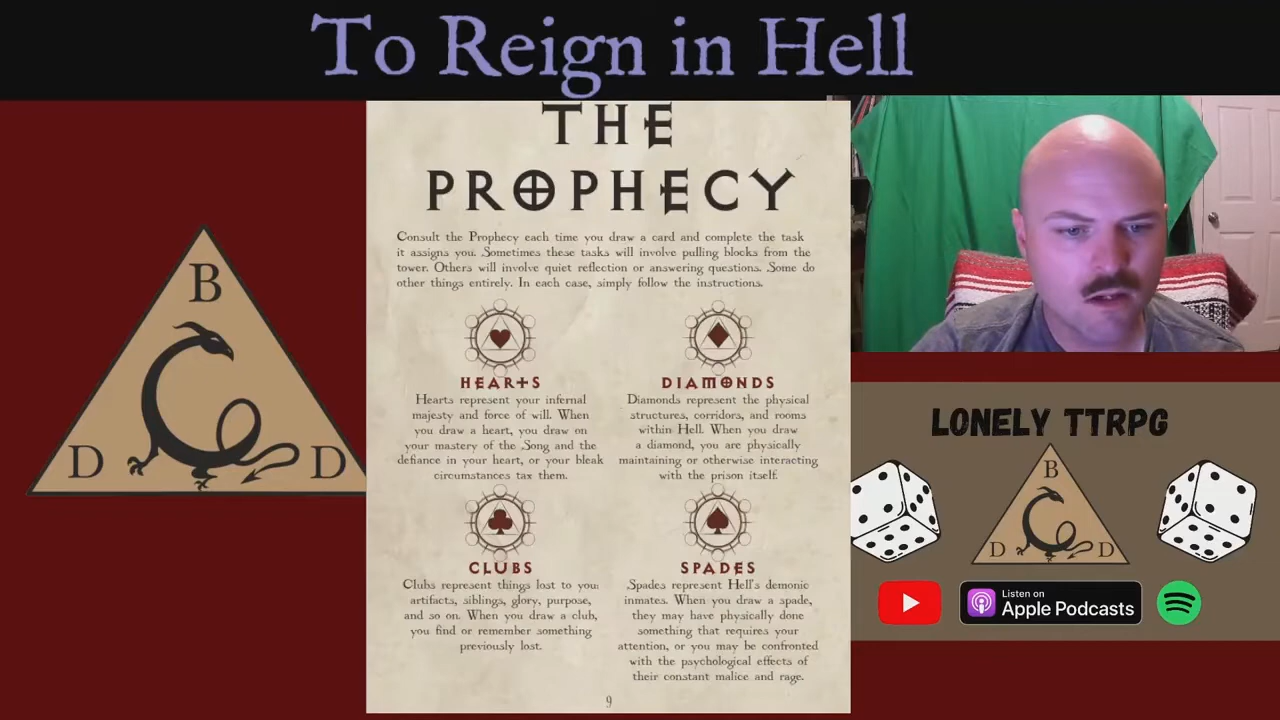 To Reign in Hell
THE
PROPHECY
Consult the Prophecy each time you draw a card and complete the task
it assigns you. Sometimes these tasks will involve pulling blocks from the
tower. Others will involve quiet reflection or answering questions. Some do
other things entirely. In each case, simply follow the instructions.
HEARTS
Hearts represent your infernal
majesty and force of will. When
you draw a heart, you draw on
your mastery of the Song and the
defiance in your heart, or your bleak
circumstances tax them.
DIAMONDS
Diamonds represent the physical
structures, corridors, and rooms
within Hell. When you draw
a diamond, you are physically
maintaining or otherwise interacting
with the prison itself.
CLUBS
Clubs represent things lost to you:
artifacts, siblings, glory, purpose,
and so on. When you draw a club,
you find or remember something
previously lost.
SPADES
Spades represent Hell's demonic
inmates. When you draw a spade,
they may have physically done
something that requires your
attention, or you may be confronted
with the psychological effects of
their constant malice and rage.
9
B
D D
LONELY TTRPG
B
D D
Listen on
Apple Podcasts